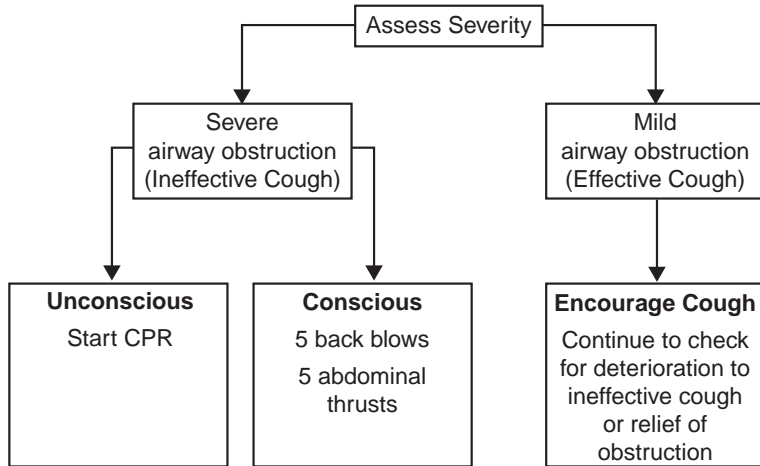 Assess Severity
Severe
airway obstruction
(Ineffective Cough)
Mild
airway obstruction
(Effective Cough)
Unconscious
Start CPR
Conscious
5 back blows
5 abdominal
thrusts
Encourage Cough
Continue to check
for deterioration to
ineffective cough
or relief of
obstruction